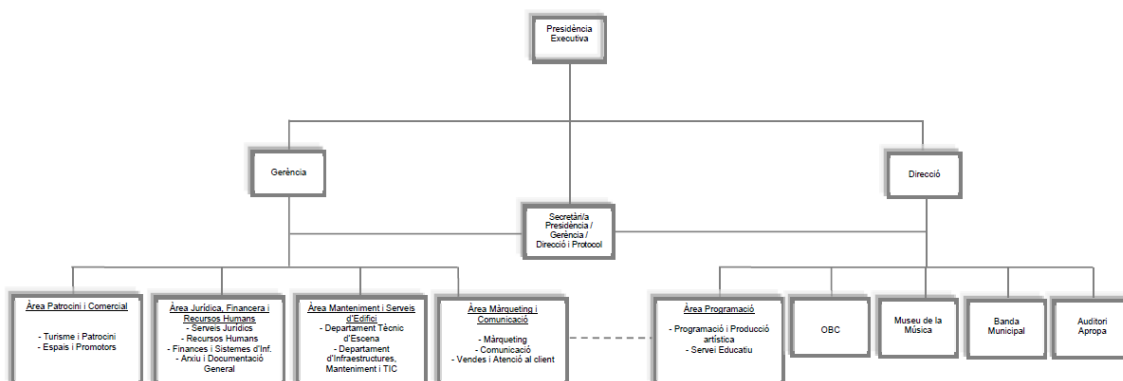 Presidència
Executiva
Gerència
Direcció
Secretàri/a
Presidència /
Gerència /
Direcció i Protocol
Àrea Patrocini i Comercial
- Turisme i Patrocini
- Espais i Promotors
Àrea Jurídica, Financera i
Recursos Humans
- Serveis Jurídics
- Recursos Humans
- Finances i Sistemes d'Inf.
- Arxiu i Documentació
General
Àrea Manteniment i Serveis
d'Edifici
- Departament Tècnic
d'Escena
- Departament
d'Infraestructures,
Manteniment i TIC
Àrea Màrqueting i
Comunicació
- Màrqueting
- Comunicació
- Vendes i Atenció al client
Àrea Programació
- Programació i Producció
artística
- Servei Educatiu
OBC
Museu de la
Música
Banda
Municipal
Auditori
Apropa